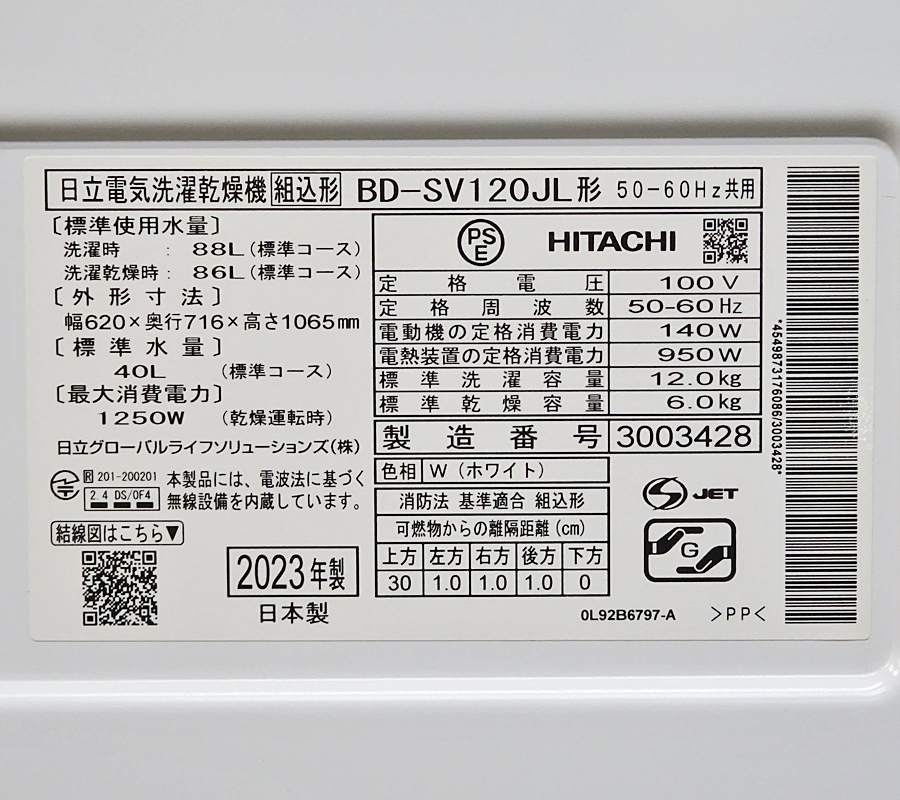 日立電気洗濯乾燥機 組込形 BD-SV120JL形 50-60Hz共用
〔標準使用水量〕
洗濯時 : 88L(標準コース)
洗濯乾燥時 : 86L(標準コース)
〔外形寸法〕
幅620×奥行716×高さ1065mm
〔標準水量〕
40L (標準コース)
〔最大消費電力〕
1250W (乾燥運転時)
日立グローバルライフソリューションズ(株)
R 201-200201
2.4 DS/OF4
本製品には、電波法に基づく
無線設備を内蔵しています。
結線図はこちら▼
2023年製
日本製
PSE HITACHI
定格電圧 100V
定格周波数 50-60Hz
電動機の定格消費電力 140W
電熱装置の定格消費電力 950W
標準洗濯容量 12.0kg
標準乾燥容量 6.0kg
製造番号 3003428
色相 W(ホワイト)
消防法 基準適合 組込形
可燃物からの離隔距離(cm)
上方 左方 右方 後方 下方
30 1.0 1.0 1.0 0
S JET
G
0L92B6797-A >PP<
*4549873176086/3003428*